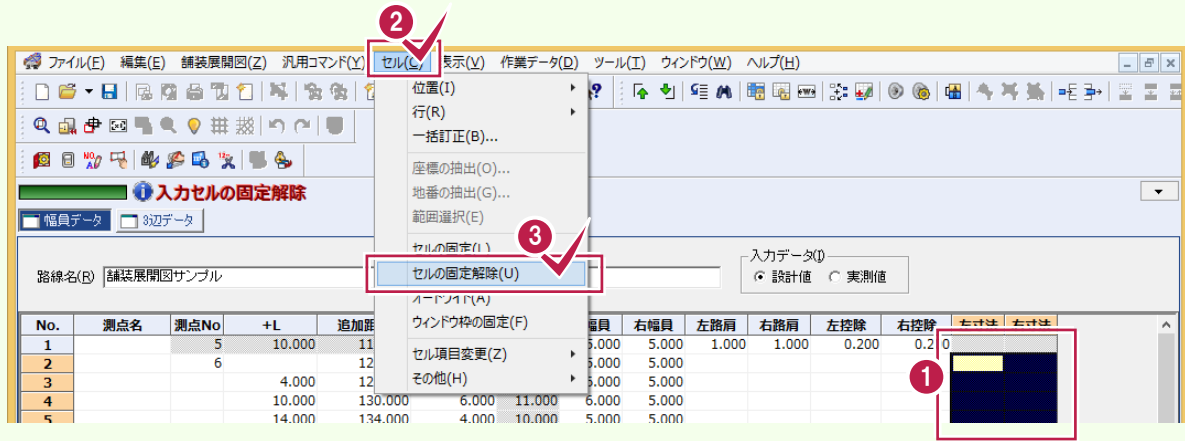 2
ファイル(F) 編集(E) 舗装展開図(Z) 汎用コマンド(Y) セル(C) 表示(V) 作業データ(D) ツール(T) ウィンドウ(W) ヘルプ(H)
位置(I)
行(R)
一括訂正(B)...
座標の抽出(O)...
地番の抽出(G)...
範囲選択(E)
セルの固定(L)
3
セルの固定解除(U)
オートワイド(A)
ウィンドウ枠の固定(F)
セル項目変更(Z)
その他(H)
入力セルの固定解除
幅員データ 3辺データ
路線名(R) 舗装展開図サンプル
入力データ(I)
設計値 実測値
No. 測点名 測点No +L 追加距 幅員 右幅員 左路肩 右路肩 左控除 右控除 左寸法 右寸法
1 5 10.000 11 5.000 5.000 1.000 1.000 0.200 0.2 0
2 6 12 5.000 5.000
3 4.000 12 5.000 5.000
4 10.000 130.000 6.000 11.000 6.000 5.000
5 14.000 134.000 4.000 10.000 5.000 5.000
1